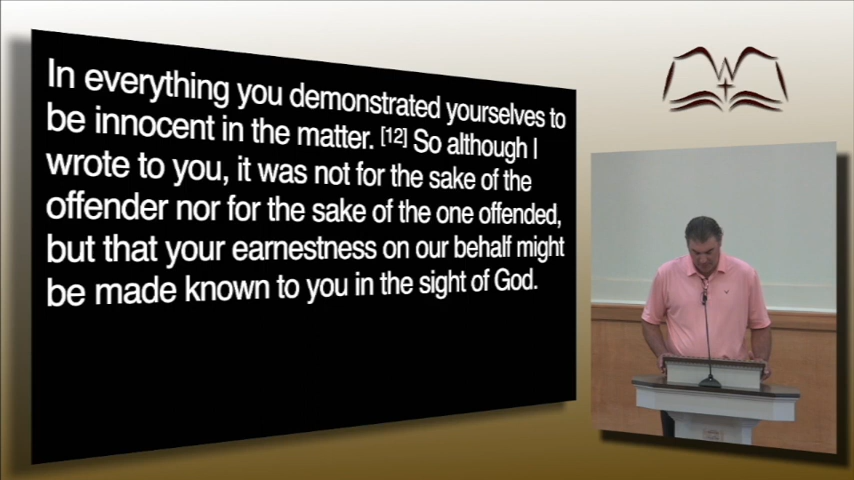 In everything you demonstrated yourselves to
be innocent in the matter. [12] So although I
wrote to you, it was not for the sake of the
offender nor for the sake of the one offended,
but that your earnestness on our behalf might
be made known to you in the sight of God.
W